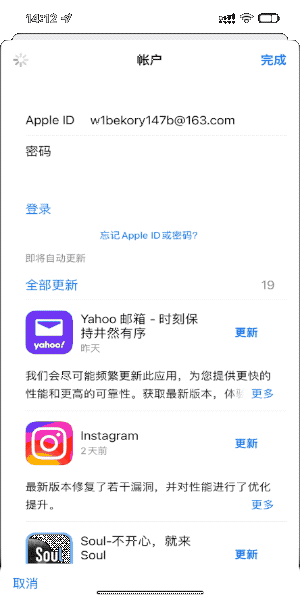 14:12
帐户
完成
Apple ID w1bekory147b@163.com
密码
登录
忘记 Apple ID 或密码?
即将自动更新
全部更新 19
Yahoo 邮箱 - 时刻保
持井然有序
更新
昨天
yahoo!
我们会尽可能频繁更新此应用，为您提供更快的
性能和更高的可靠性。获取最新版本，体验 更多
Instagram
更新
2 天前
最新版本修复了若干漏洞，并对性能进行了优化
提升。 更多
Soul-不开心，就来
Soul
更新
Soul
取消